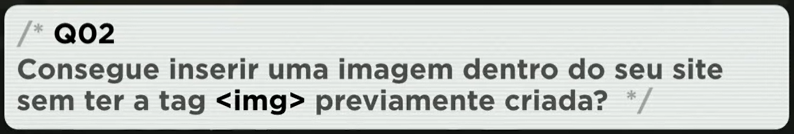 /* Q02
Consegue inserir uma imagem dentro do seu site
sem ter a tag <img> previamente criada? */